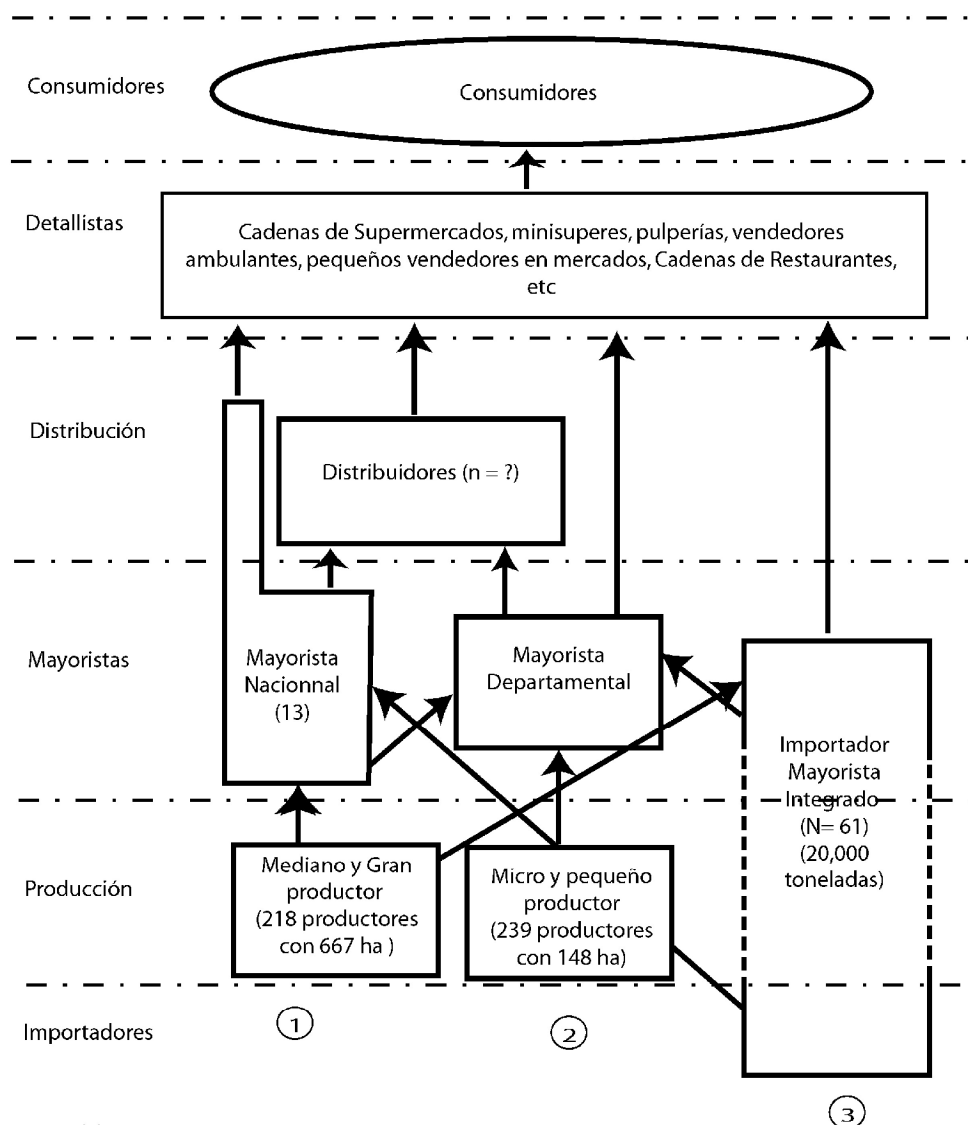 Consumidores
Consumidores
Detallistas
Cadenas de Supermercados, minisuperes, pulperías, vendedores
ambulantes, pequeños vendedores en mercados, Cadenas de Restaurantes,
etc
Distribución
Distribuidores (n = ?)
Mayoristas
Mayorista
Nacionnal
(13)
Mayorista
Departamental
Importador
Mayorista
Integrado
(N= 61)
(20,000
toneladas)
Producción
Mediano y Gran
productor
(218 productores
con 667 ha )
Micro y pequeño
productor
(239 productores
con 148 ha)
Importadores
1
2
3